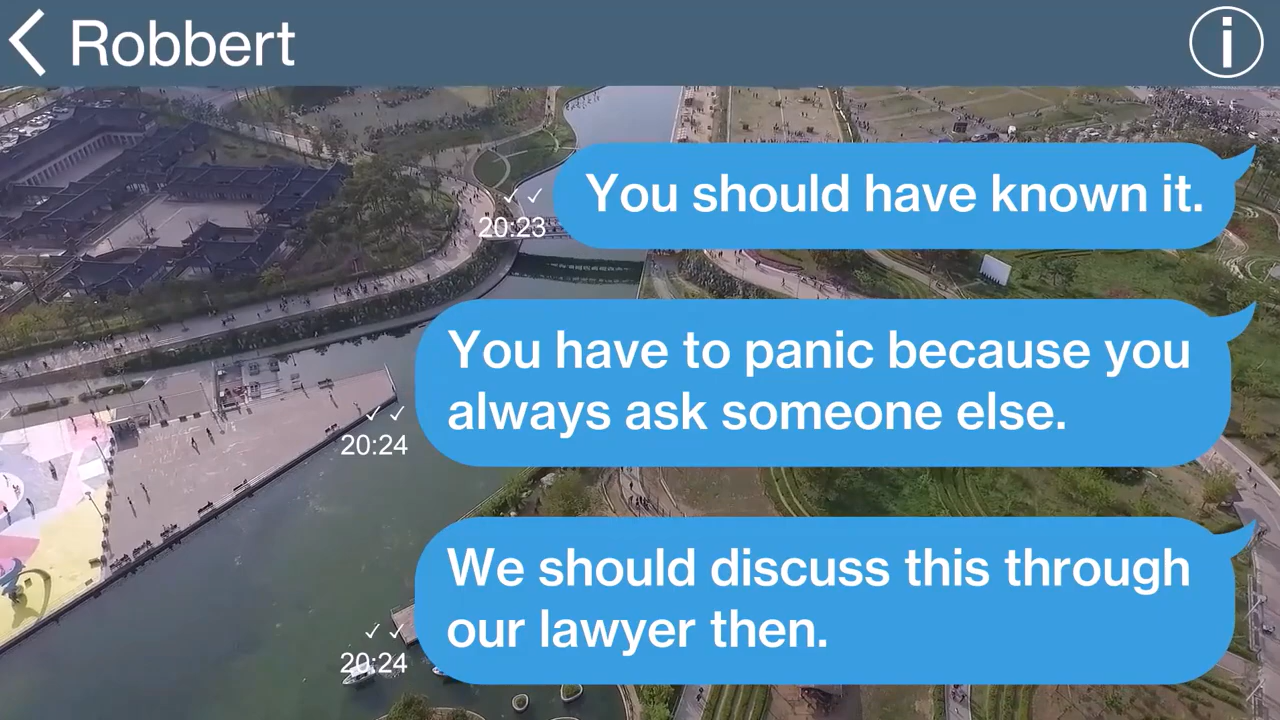 Robbert
You should have known it.
20:23
You have to panic because you
always ask someone else.
20:24
We should discuss this through
our lawyer then.
20:24